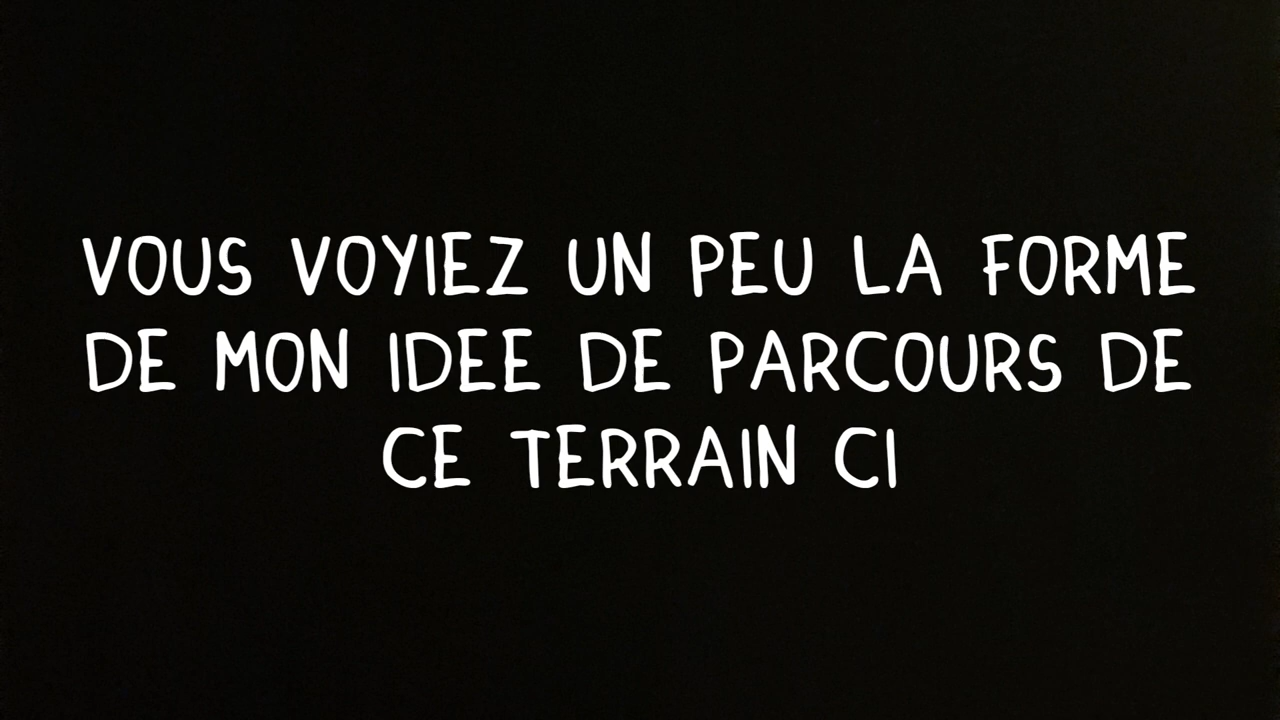 VOUS VOYIEZ UN PEU LA FORME
DE MON IDEE DE PARCOURS DE
CE TERRAIN CI